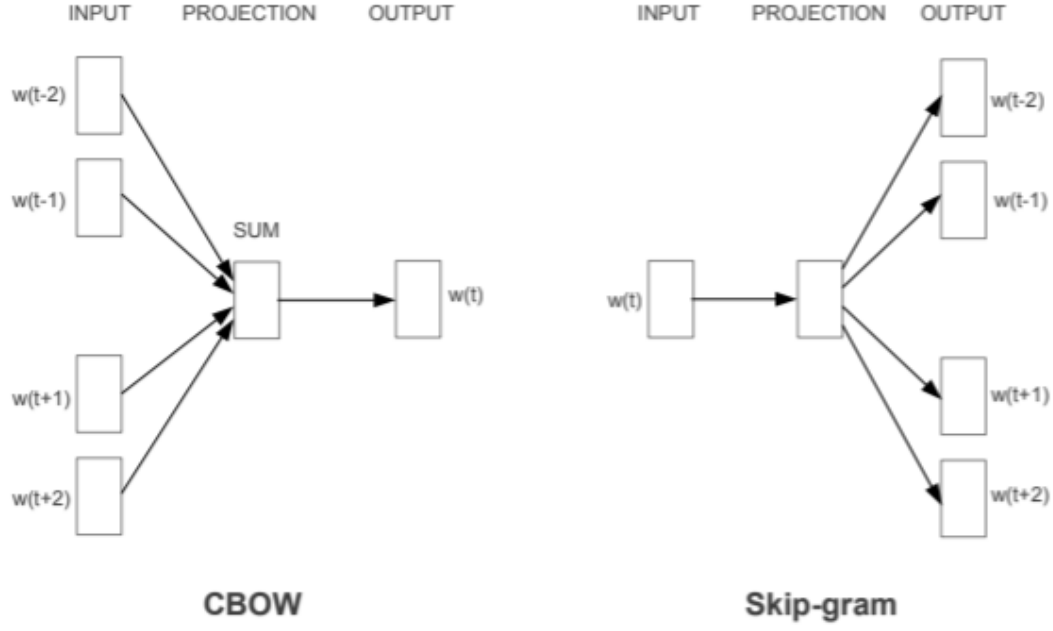 INPUT PROJECTION OUTPUT
w(t-2)
w(t-1)
SUM
w(t)
w(t+1)
w(t+2)
CBOW
INPUT PROJECTION OUTPUT
w(t-2)
w(t-1)
w(t)
w(t+1)
w(t+2)
Skip-gram